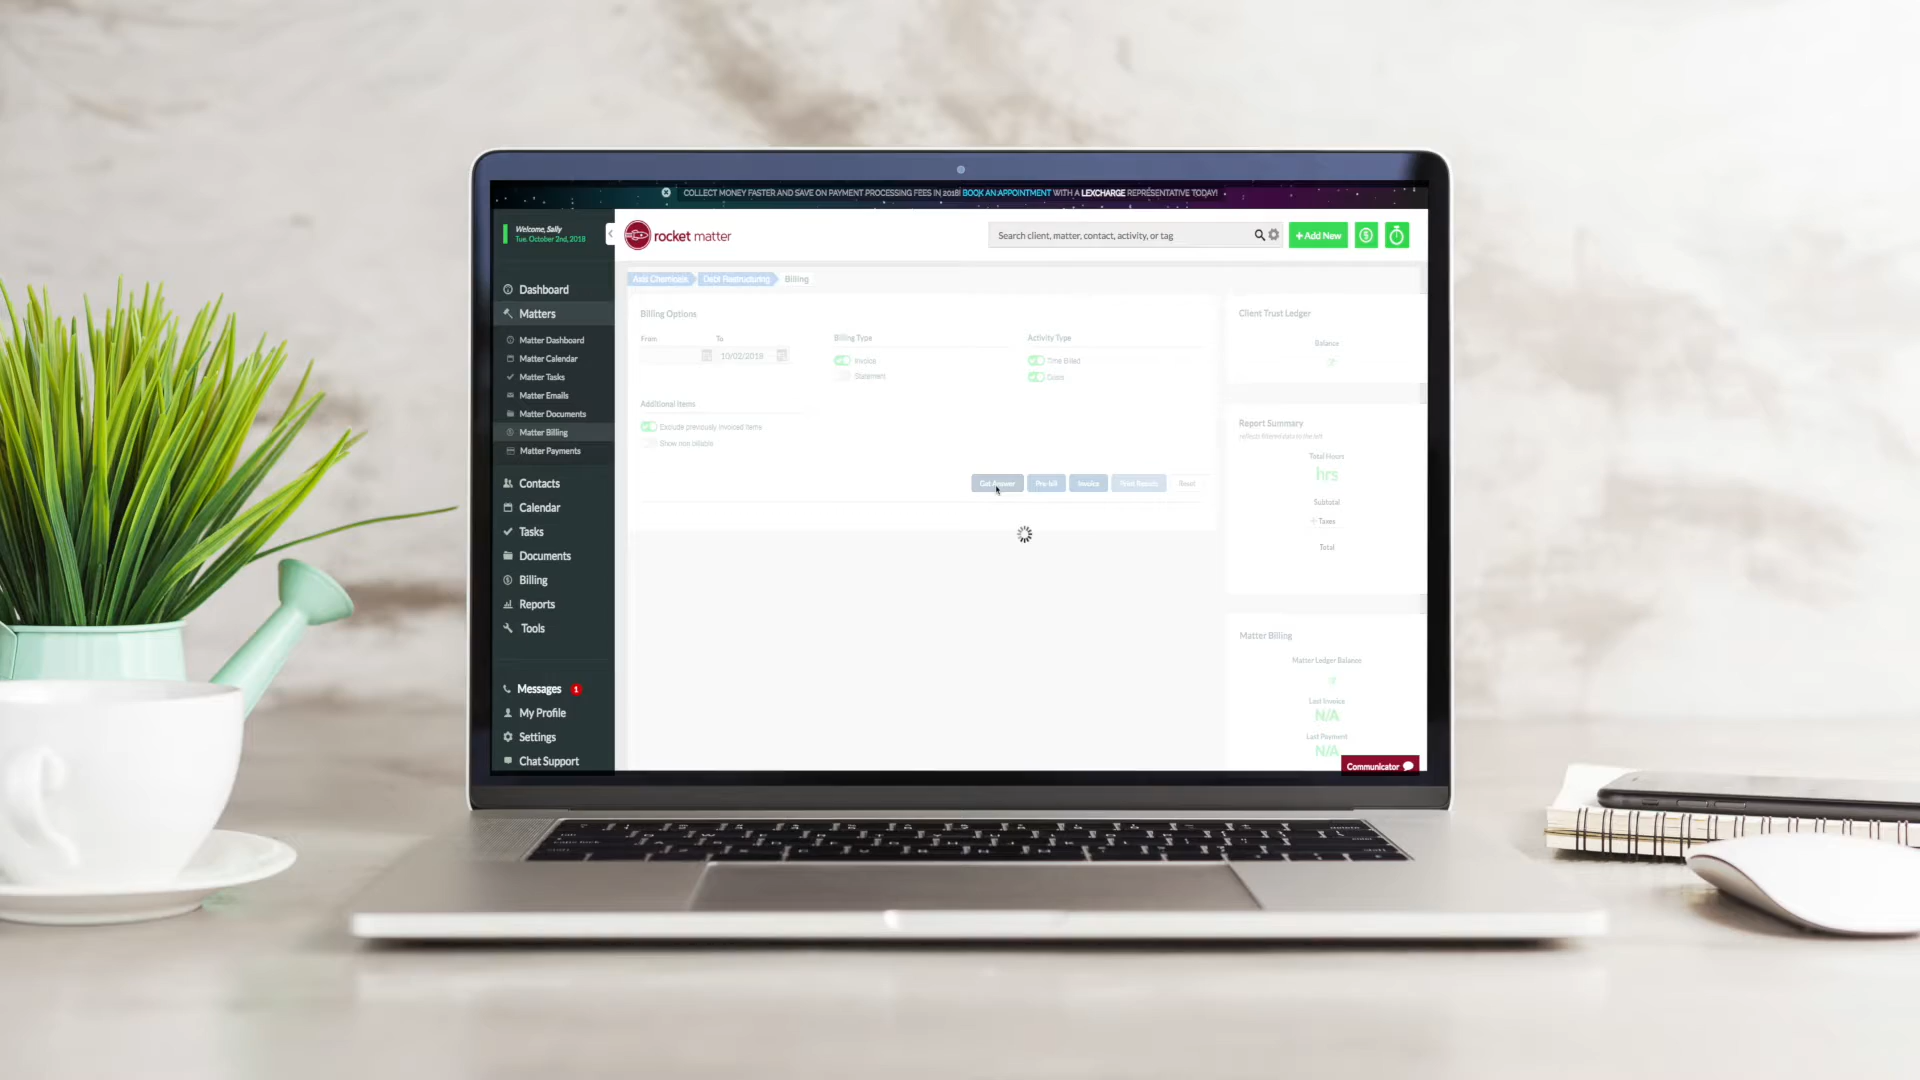 COLLECT MONEY FASTER AND SAVE ON PAYMENT PROCESSING FEES IN 2018! BOOK AN APPOINTMENT WITH A LEXCHARGE REPRESENTATIVE TODAY!
Welcome, Sally
Tue. October 2nd, 2018
rocket matter
Search client, matter, contact, activity, or tag
+ Add New
Dashboard
Matters
Matter Dashboard
Matter Calendar
Matter Tasks
Matter Emails
Matter Documents
Matter Billing
Matter Payments
Contacts
Calendar
Tasks
Documents
Billing
Reports
Tools
Messages 1
My Profile
Settings
Chat Support
Axis Chemicals Debt Restructuring Billing
Billing Options
From To
10/02/2018
Billing Type
Invoice
Statement
Activity Type
Time Billed
Costs
Additional Items
Exclude previously invoiced items
Show non billable
Get Answer Pre-bill Invoice Print Results Reset
Client Trust Ledger
Balance
Report Summary
reflects filtered data to the left
Total Hours
hrs
Subtotal
+ Taxes
Total
Matter Billing
Matter Ledger Balance
Last Invoice
N/A
Last Payment
N/A
Communicator